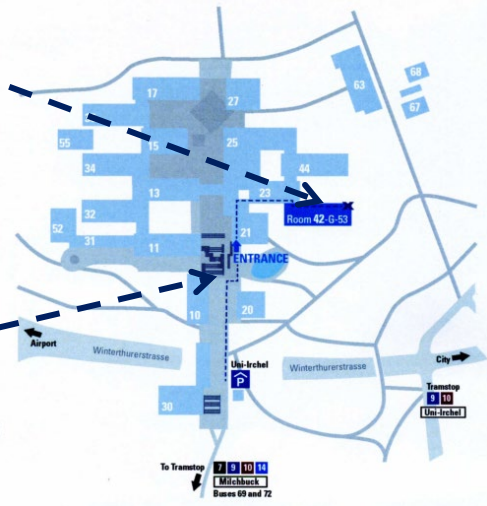 68
63
17
27
67
55
15
25
34
44
13
23
32
Room 42-G-53
52
21
31
11
ENTRANCE
10
20
Airport
Winterthurerstrasse
Uni-Irchel
P
Winterthurerstrasse
City
Tramstop
9 10
Uni-Irchel
30
To Tramstop 7 9 10 14
Milchbuck
Buses 69 and 72